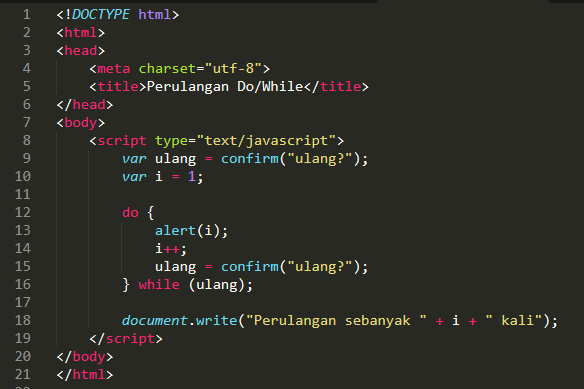 1 <!DOCTYPE html>
2 <html>
3 <head>
4     <meta charset="utf-8">
5     <title>Perulangan Do/While</title>
6 </head>
7 <body>
8     <script type="text/javascript">
9         var ulang = confirm("ulang?");
10         var i = 1;
11
12         do {
13             alert(i);
14             i++;
15             ulang = confirm("ulang?");
16         } while (ulang);
17
18         document.write("Perulangan sebanyak " + i + " kali");
19     </script>
20 </body>
21 </html>